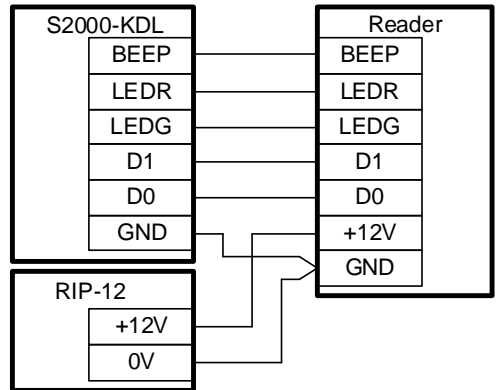 S2000-KDL
BEEP
LEDR
LEDG
D1
D0
GND
RIP-12
+12V
0V
Reader
BEEP
LEDR
LEDG
D1
D0
+12V
GND